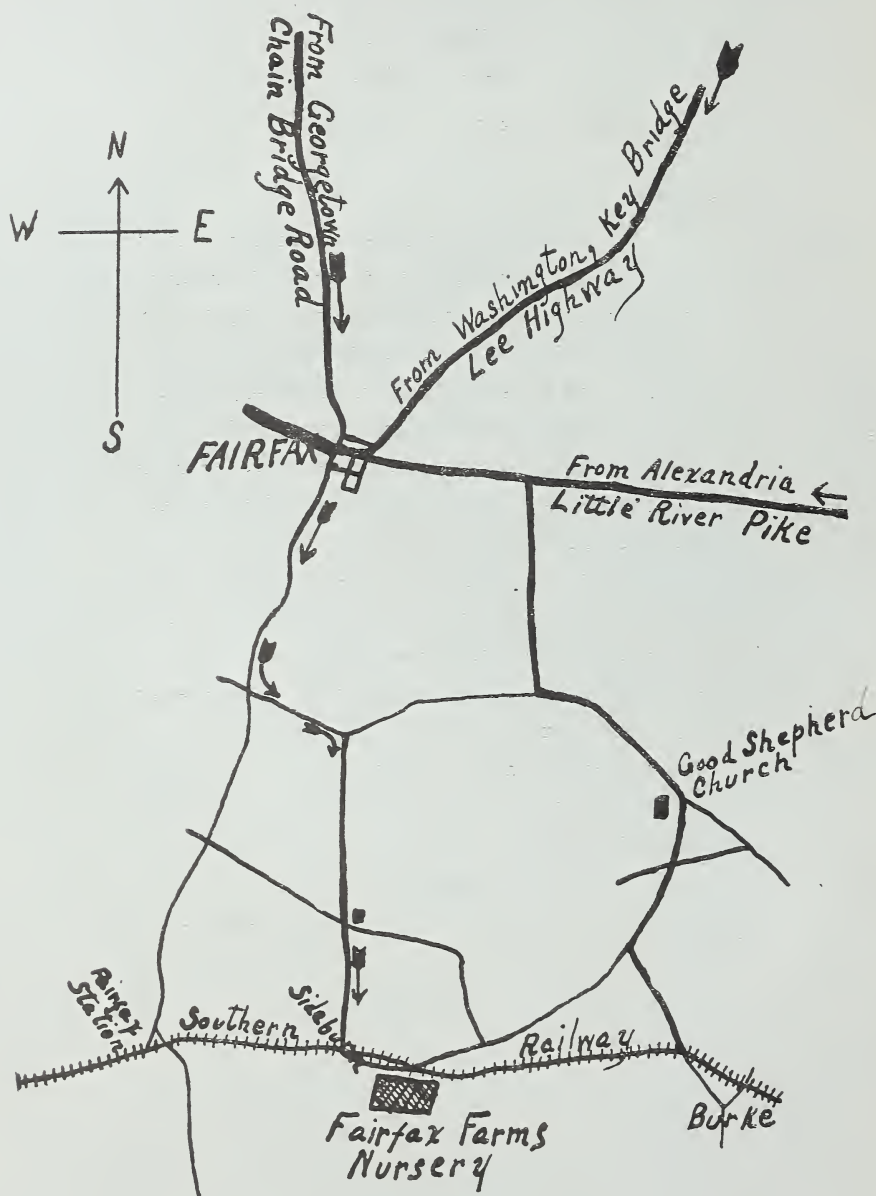 From Georgetown
Chain Bridge Road
N
W
E
S
From Washington, Key Bridge
Lee Highway
FAIRFAX
From Alexandria
Little River Pike
Good Shepherd
Church
Fairfax
Station
Southern
Railway
Burke
Fairfax Farms
Nursery